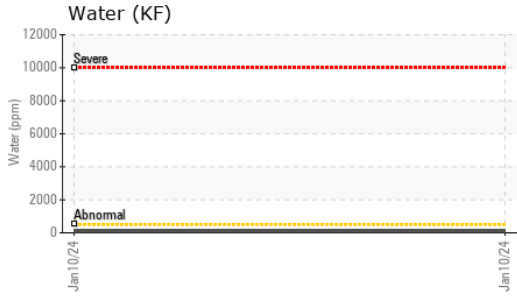 Water (KF)
12000
10000
8000
6000
4000
2000
0
Water (ppm)
Severe
Abnormal
Jan10/24
Jan10/24